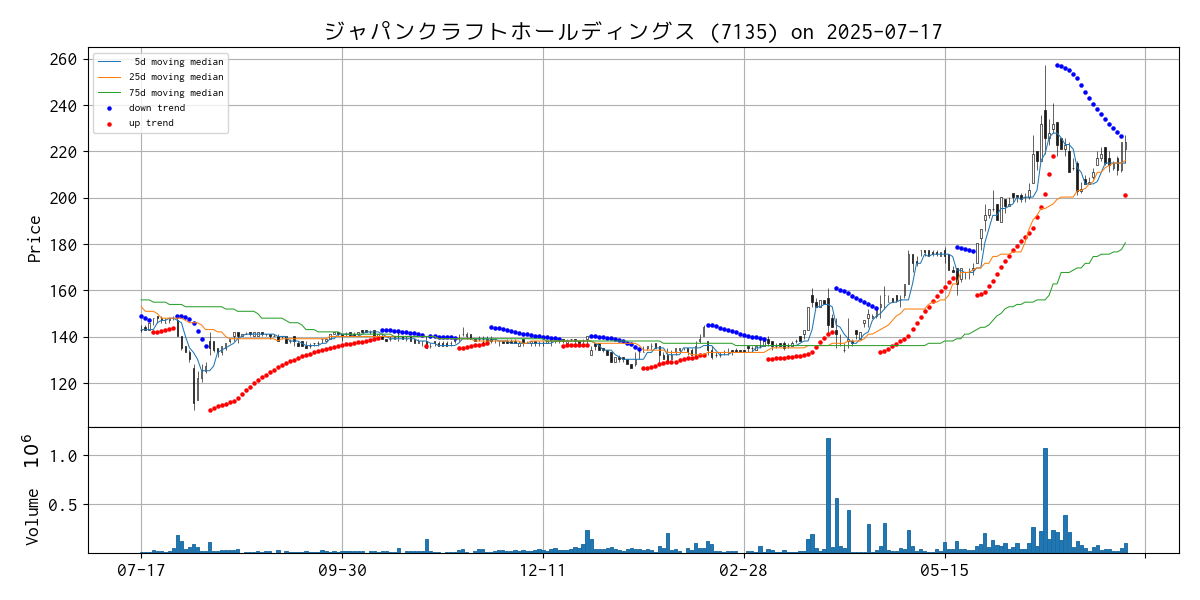 ジャパンクラフトホールディングス (7135) on 2025-07-17
260
240
220
200
180
160
140
120
Price
5d moving median
25d moving median
75d moving median
down trend
up trend
1.0
0.5
Volume 10^6
07-17
09-30
12-11
02-28
05-15